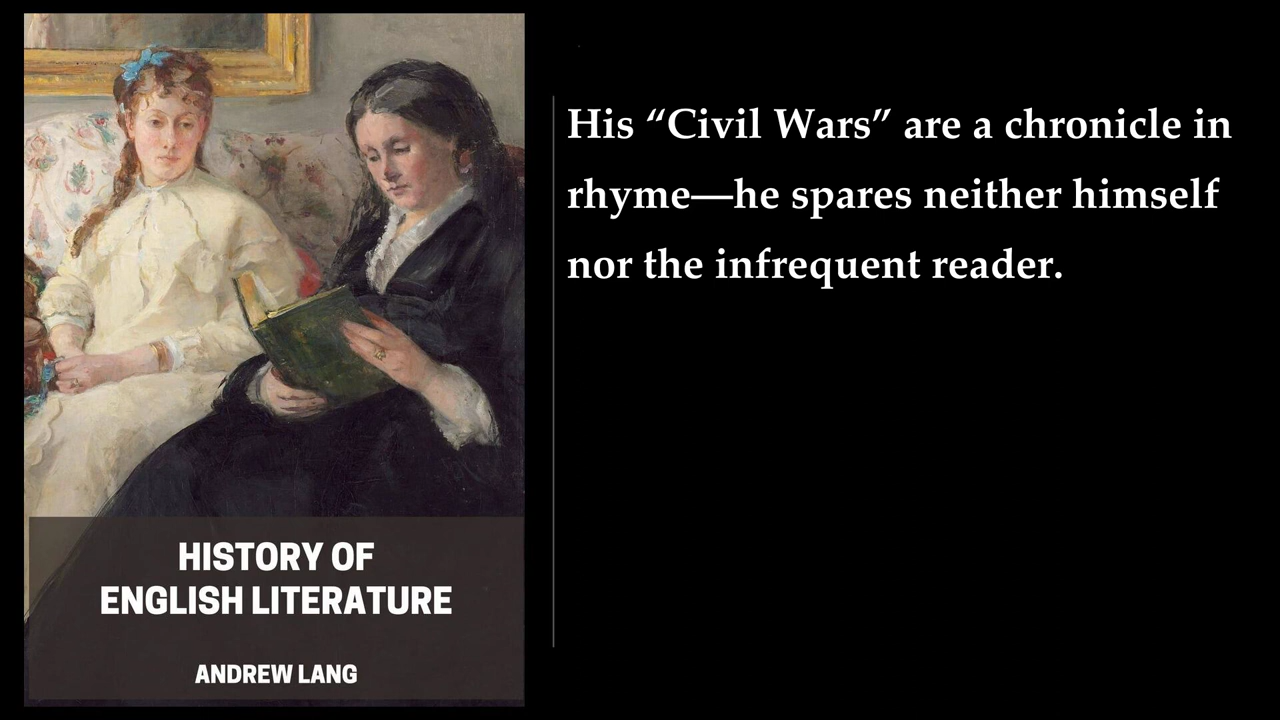 His “Civil Wars” are a chronicle in
rhyme—he spares neither himself
nor the infrequent reader.
HISTORY OF
ENGLISH LITERATURE
ANDREW LANG